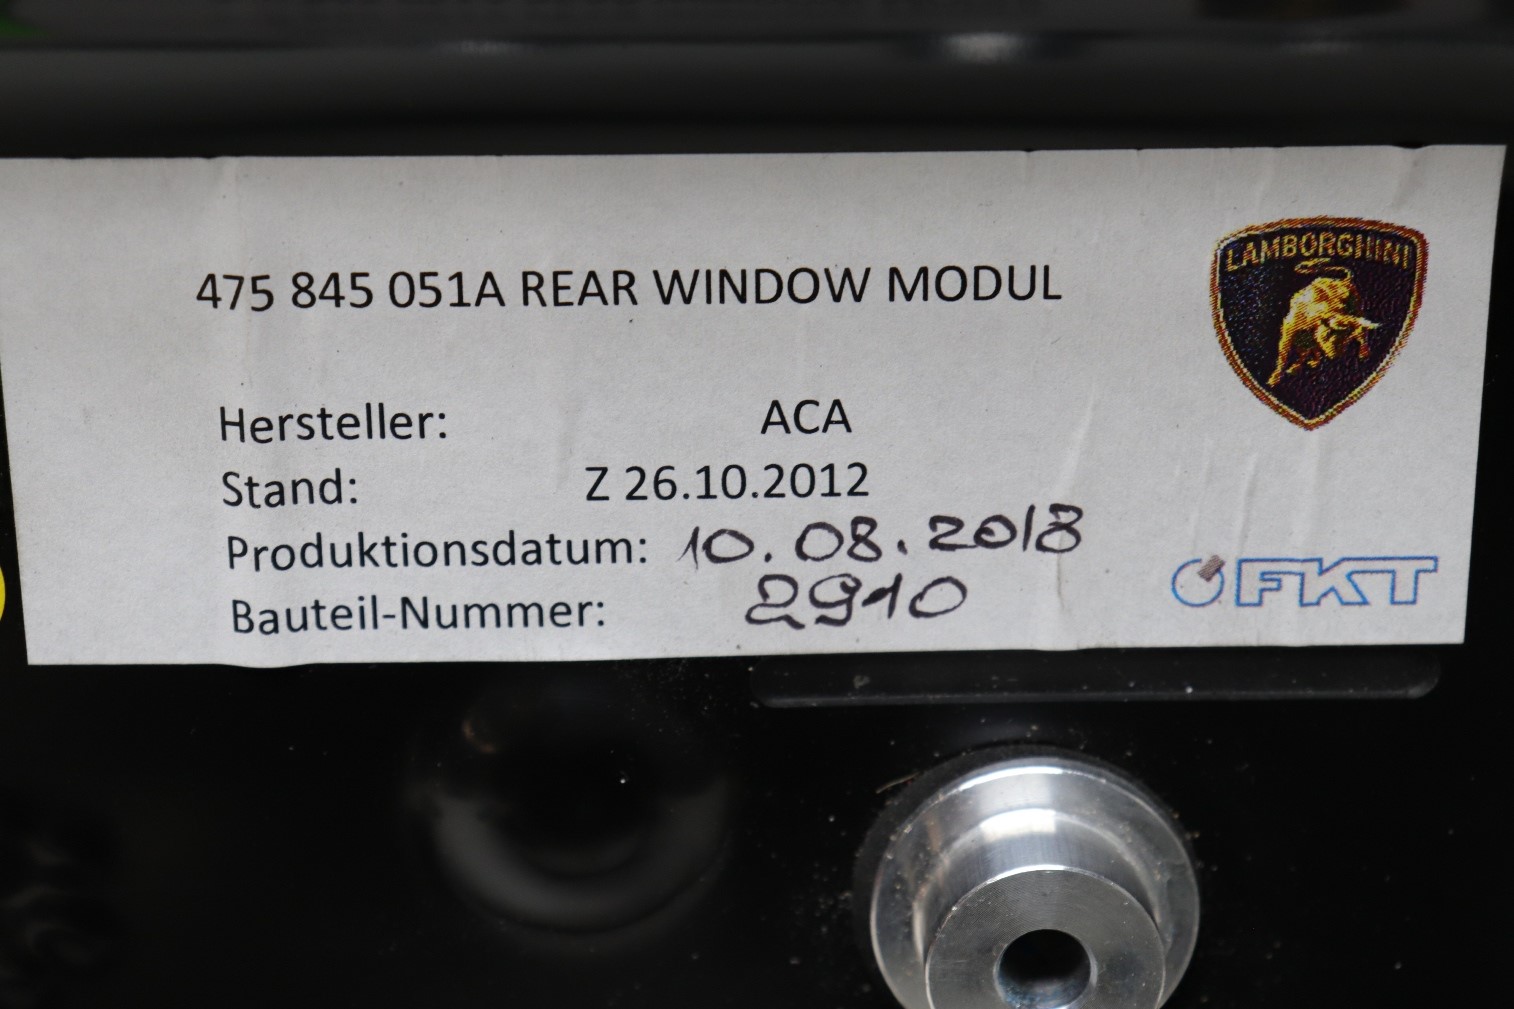 475 845 051A REAR WINDOW MODUL
LAMBORGHINI
Hersteller: ACA
Stand: Z 26.10.2012
Produktionsdatum: 10.08.2018
Bauteil-Nummer: 2910
FKT